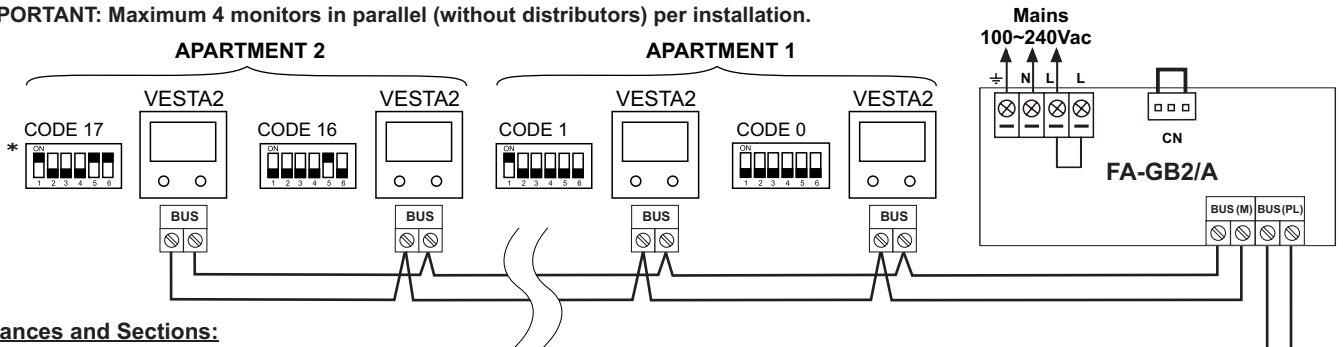 PORTANT: Maximum 4 monitors in parallel (without distributors) per installation.
Mains
100~240Vac
APARTMENT 2
APARTMENT 1
N L L
VESTA2
VESTA2
VESTA2
VESTA2
* CODE 17
CODE 16
CODE 1
CODE 0
ON
ON
ON
ON
1 2 3 4 5 6
1 2 3 4 5 6
1 2 3 4 5 6
1 2 3 4 5 6
CN
FA-GB2/A
BUS
BUS
BUS
BUS
BUS (M) BUS (PL)
ances and Sections: